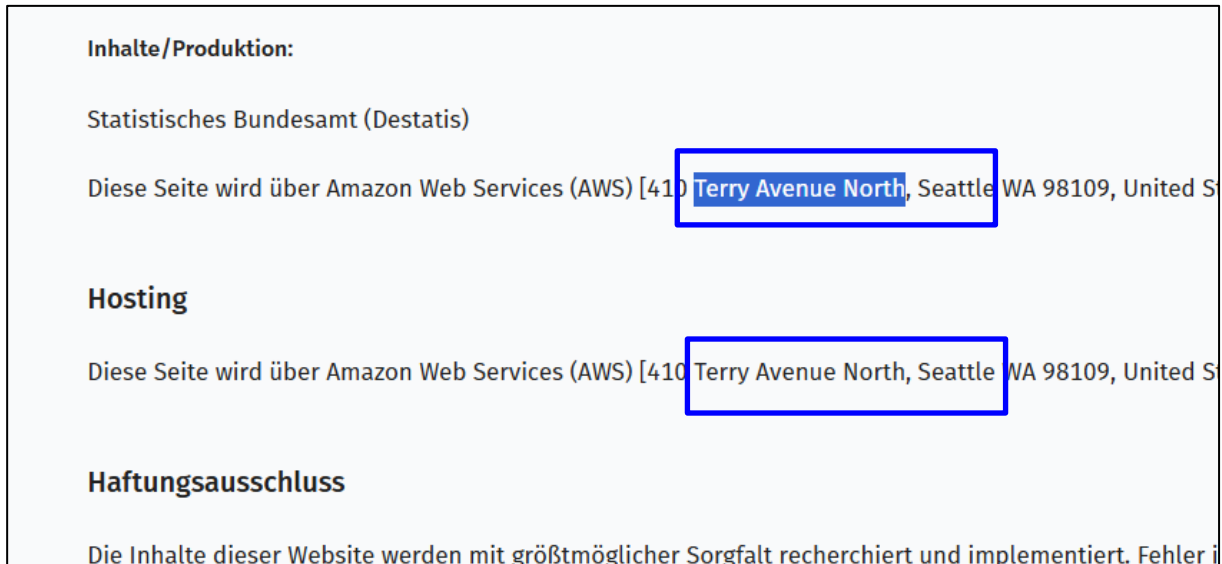 Inhalte/Produktion:
Statistisches Bundesamt (Destatis)
Diese Seite wird über Amazon Web Services (AWS) [410 Terry Avenue North, Seattle WA 98109, United
Hosting
Diese Seite wird über Amazon Web Services (AWS) [410 Terry Avenue North, Seattle WA 98109, United
Haftungsausschluss
Die Inhalte dieser Website werden mit größtmöglicher Sorgfalt recherchiert und implementiert. Fehler